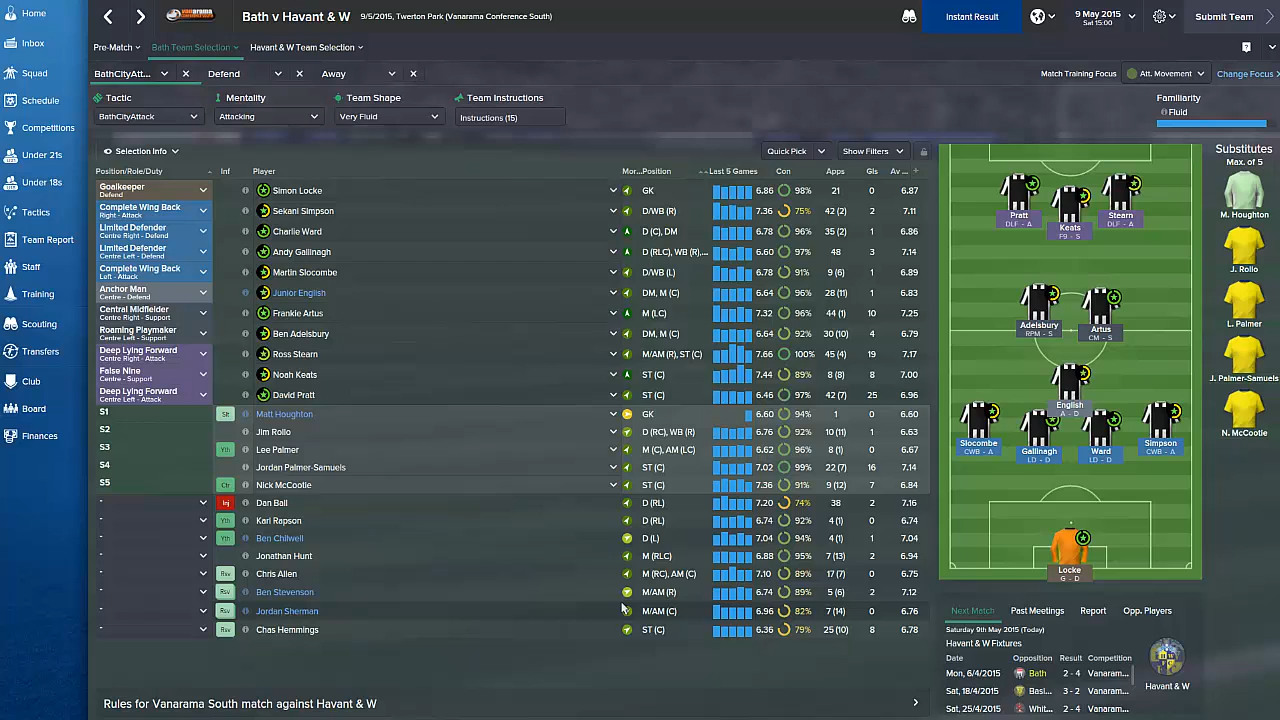 Home
Inbox
Squad
Schedule
Competitions
Under 21s
Under 18s
Tactics
Team Report
Staff
Training
Scouting
Transfers
Club
Board
Finances
VANARAMA
Bath v Havant & W
9/5/2015, Twerton Park (Vanarama Conference South)
Instant Result
9 May 2015
Sat 15:00
Submit Team
Pre-Match
Bath Team Selection
Havant & W Team Selection
BathCityAtt...
Defend
Away
Match Training Focus
Att. Movement
Change Focus
Tactic
BathCityAttack
Mentality
Attacking
Team Shape
Very Fluid
Team Instructions
Instructions (15)
Familiarity
Fluid
Selection Info
Quick Pick
Show Filters
Position/Role/Duty Inf Player Mor... Position Last 5 Games Con Apps Gls Av ...
Goalkeeper
Defend
Simon Locke GK 6.86 98% 21 0 6.87
Complete Wing Back
Right - Attack
Sekani Simpson D/WB (R) 7.36 75% 42 (2) 2 7.11
Limited Defender
Centre Right - Defend
Charlie Ward D (C), DM 6.78 96% 35 (2) 1 6.86
Limited Defender
Centre Left - Defend
Andy Gallinagh D (RLC), WB (R),... 6.60 97% 48 3 7.14
Complete Wing Back
Left - Attack
Martin Slocombe D/WB (L) 6.78 91% 9 (6) 1 6.89
Anchor Man
Centre - Defend
Junior English DM, M (C) 6.64 96% 28 (11) 1 6.83
Central Midfielder
Centre Right - Support
Frankie Artus M (LC) 7.32 96% 44 (1) 10 7.25
Roaming Playmaker
Centre Left - Support
Ben Adelsbury DM, M (C) 6.64 92% 30 (10) 4 6.79
Deep Lying Forward
Centre Right - Attack
Ross Stearn M/AM (R), ST (C) 7.66 100% 45 (4) 19 7.17
False Nine
Centre - Support
Noah Keats ST (C) 7.44 89% 8 (8) 8 7.00
Deep Lying Forward
Centre Left - Attack
David Pratt ST (C) 6.46 97% 42 (7) 25 6.96
S1 Slt Matt Houghton GK 6.60 94% 1 0 6.60
S2 Jim Rollo D (RC), WB (R) 6.76 92% 10 (11) 1 6.63
S3 Yth Lee Palmer M (C), AM (LC) 6.62 96% 8 (1) 0 6.67
S4 Jordan Palmer-Samuels ST (C) 7.02 99% 22 (7) 16 7.14
S5 Ctr Nick McCootie ST (C) 7.36 91% 9 (12) 7 6.84
- Inj Dan Ball D (RL) 7.20 74% 38 2 7.16
- Yth Karl Rapson D (RL) 6.74 92% 4 (1) 0 6.74
- Yth Ben Chilwell D (L) 7.04 94% 4 (1) 1 7.04
- Jonathan Hunt M (RLC) 6.88 95% 7 (13) 2 6.94
- Rsv Chris Allen M (RC), AM (C) 7.10 89% 17 (7) 0 6.75
- Rsv Ben Stevenson M/AM (R) 6.74 89% 5 (6) 2 7.12
- Rsv Jordan Sherman M/AM (C) 6.96 82% 7 (14) 0 6.76
- Rsv Chas Hemmings ST (C) 6.36 79% 25 (10) 8 6.78
Rules for Vanarama South match against Havant & W
Pratt
DLF - A
Keats
F9 - S
Stearn
DLF - A
Adelsbury
RPM - S
Artus
CM - S
English
A - D
Slocombe
CWB - A
Gallinagh
LD - D
Ward
LD - D
Simpson
CWB - A
Locke
G - D
Substitutes
Max. of 5
M. Houghton
J. Rollo
L. Palmer
J. Palmer-Samuels
N. McCootie
Next Match
Past Meetings
Report
Opp. Players
Saturday 9th May 2015 (Today)
Havant & W Fixtures
Date Opposition Result Competition
Mon, 6/4/2015 Bath 2 - 4 Vanaram...
Sat, 18/4/2015 Basi... 3 - 2 Vanaram...
Sat, 25/4/2015 Whit... 2 - 4 Vanaram...
Havant & W